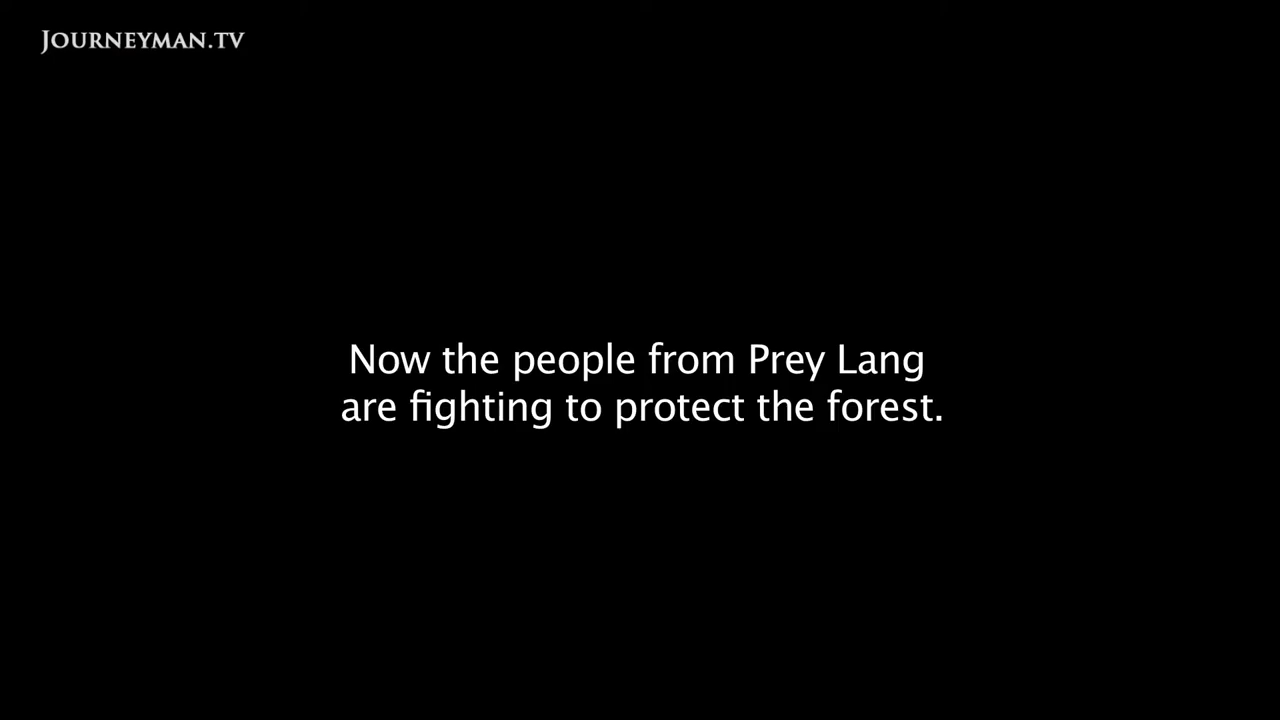 JOURNEYMAN.TV
Now the people from Prey Lang
are fighting to protect the forest.